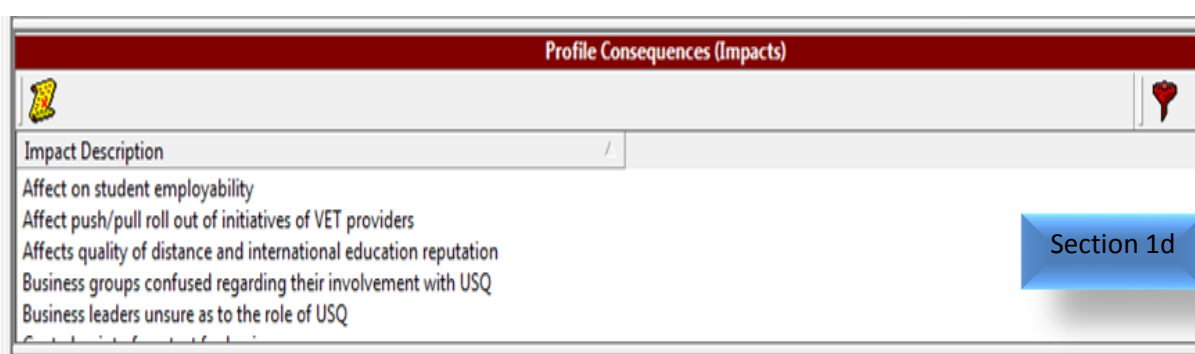 Profile Consequences (Impacts)
Impact Description
Affect on student employability
Affect push/pull roll out of initiatives of VET providers
Affects quality of distance and international education reputation
Section 1d
Business groups confused regarding their involvement with USQ
Business leaders unsure as to the role of USQ